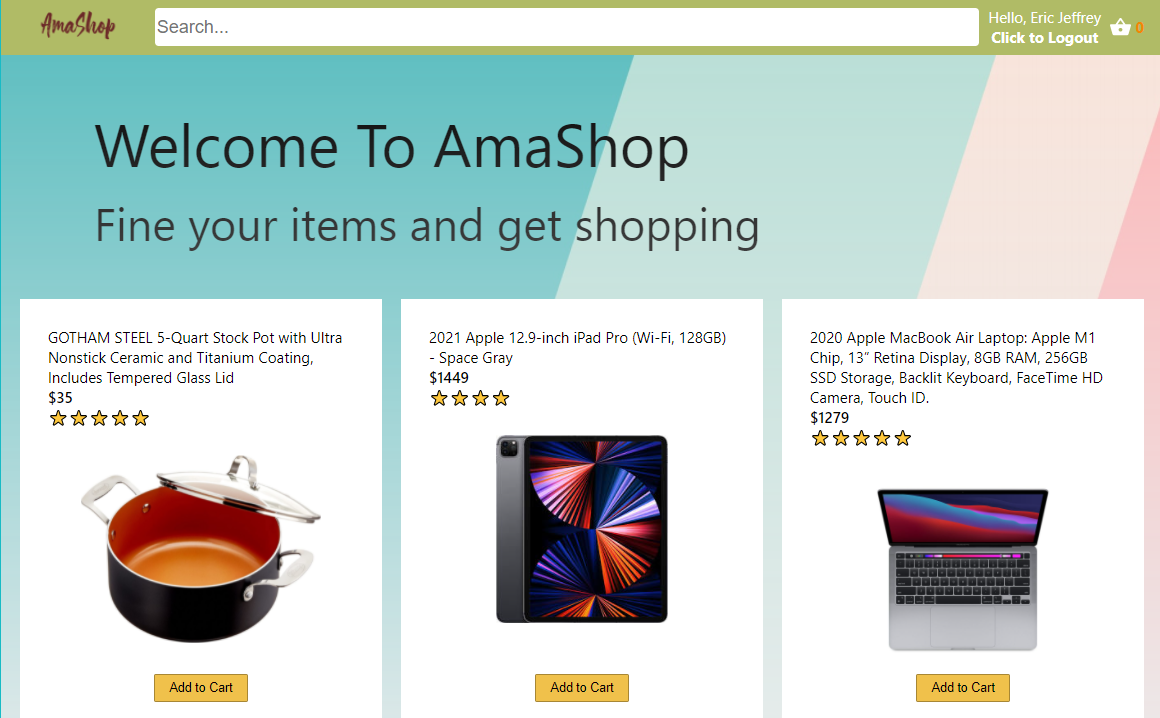 AmaShop
Search...
Hello, Eric Jeffrey
Click to Logout
0
Welcome To AmaShop
Fine your items and get shopping
GOTHAM STEEL 5-Quart Stock Pot with Ultra
Nonstick Ceramic and Titanium Coating,
Includes Tempered Glass Lid
$35
2021 Apple 12.9-inch iPad Pro (Wi-Fi, 128GB)
- Space Gray
$1449
2020 Apple MacBook Air Laptop: Apple M1
Chip, 13” Retina Display, 8GB RAM, 256GB
SSD Storage, Backlit Keyboard, FaceTime HD
Camera, Touch ID.
$1279
Add to Cart
Add to Cart
Add to Cart